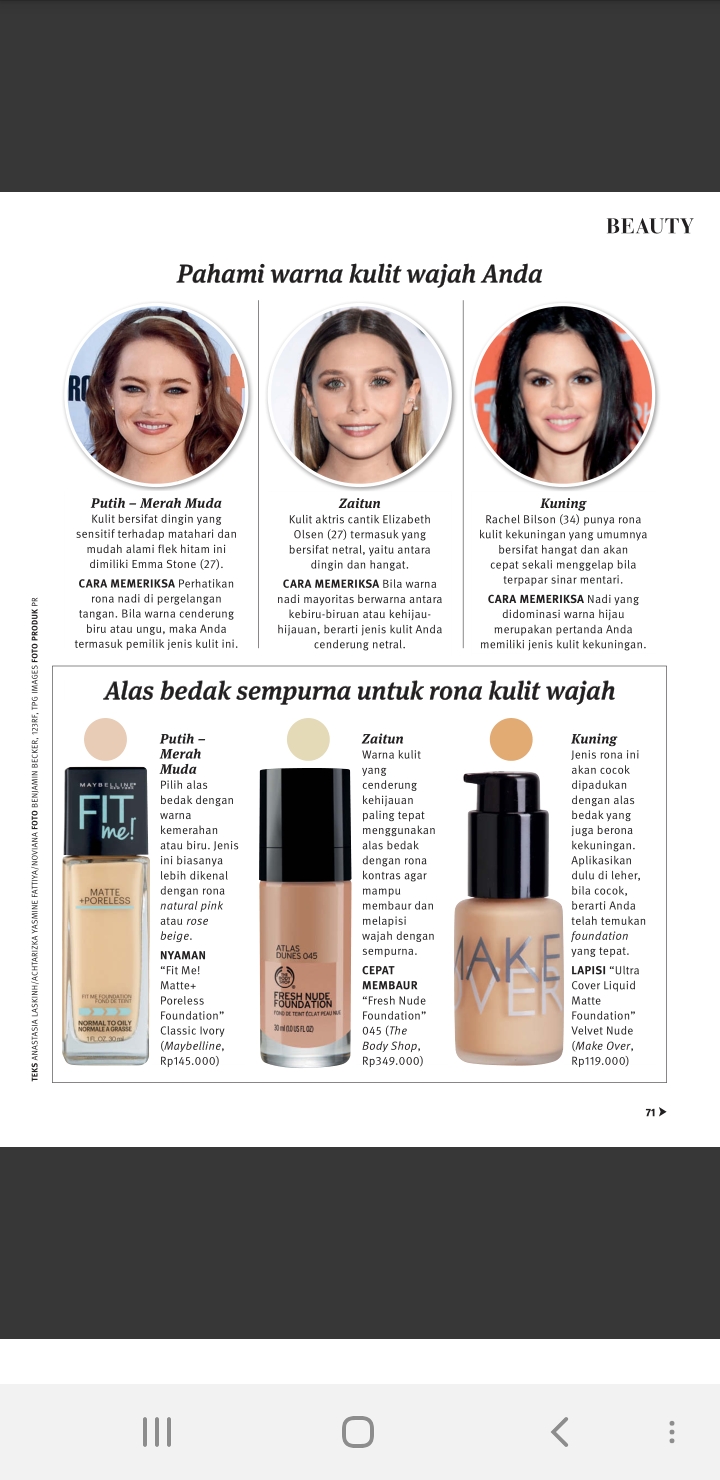 BEAUTY
Pahami warna kulit wajah Anda
Putih – Merah Muda
Kulit bersifat dingin yang
sensitif terhadap matahari dan
mudah alami flek hitam ini
dimiliki Emma Stone (27).
CARA MEMERIKSA Perhatikan
rona nadi di pergelangan
tangan. Bila warna cenderung
biru atau ungu, maka Anda
termasuk pemilik jenis kulit ini.
Zaitun
Kulit aktris cantik Elizabeth
Olsen (27) termasuk yang
bersifat netral, yaitu antara
dingin dan hangat.
CARA MEMERIKSA Bila warna
nadi mayoritas berwarna antara
kebiru-biruan atau kehijau-
hijauan, berarti jenis kulit Anda
cenderung netral.
Kuning
Rachel Bilson (34) punya rona
kulit kekuningan yang umumnya
bersifat hangat dan akan
cepat sekali menggelap bila
terpapar sinar mentari.
CARA MEMERIKSA Nadi yang
didominasi warna hijau
merupakan pertanda Anda
memiliki jenis kulit kekuningan.
TEKS ANASTASIA LASKINH/ACHTARIZKA YASMINE FATTIYA/NOVIANA FOTO BENJAMIN BECKER, 123RF, TPG IMAGES FOTO PRODUK PR
Alas bedak sempurna untuk rona kulit wajah
MAYBELLINE
NEW YORK
FIT
me!
MATTE
+PORELESS
FIT ME FOUNDATION
FOND DE TEINT
NORMAL TO OILY
NORMALE A GRASSE
1 FL. OZ. 30 ml
Putih –
Merah
Muda
Pilih alas
bedak dengan
warna
kemerahan
atau biru. Jenis
ini biasanya
lebih dikenal
dengan rona
natural pink
atau rose
beige.
NYAMAN
“Fit Me!
Matte+
Poreless
Foundation”
Classic Ivory
(Maybelline,
Rp145.000)
ATLAS
DUNES 045
THE
BODY
SHOP
FRESH NUDE
FOUNDATION
FOND DE TEINT ÉCLAT PEAU NUE
30 ml (1.0 US FL OZ)
Zaitun
Warna kulit
yang
cenderung
kehijauan
paling tepat
menggunakan
alas bedak
dengan rona
kontras agar
mampu
membaur dan
melapisi
wajah dengan
sempurna.
CEPAT
MEMBAUR
“Fresh Nude
Foundation”
045 (The
Body Shop,
Rp349.000)
MAKE
OVER
Kuning
Jenis rona ini
akan cocok
dipadukan
dengan alas
bedak yang
juga berona
kekuningan.
Aplikasikan
dulu di leher,
bila cocok,
berarti Anda
telah temukan
foundation
yang tepat.
LAPISI “Ultra
Cover Liquid
Matte
Foundation”
Velvet Nude
(Make Over,
Rp119.000)
71